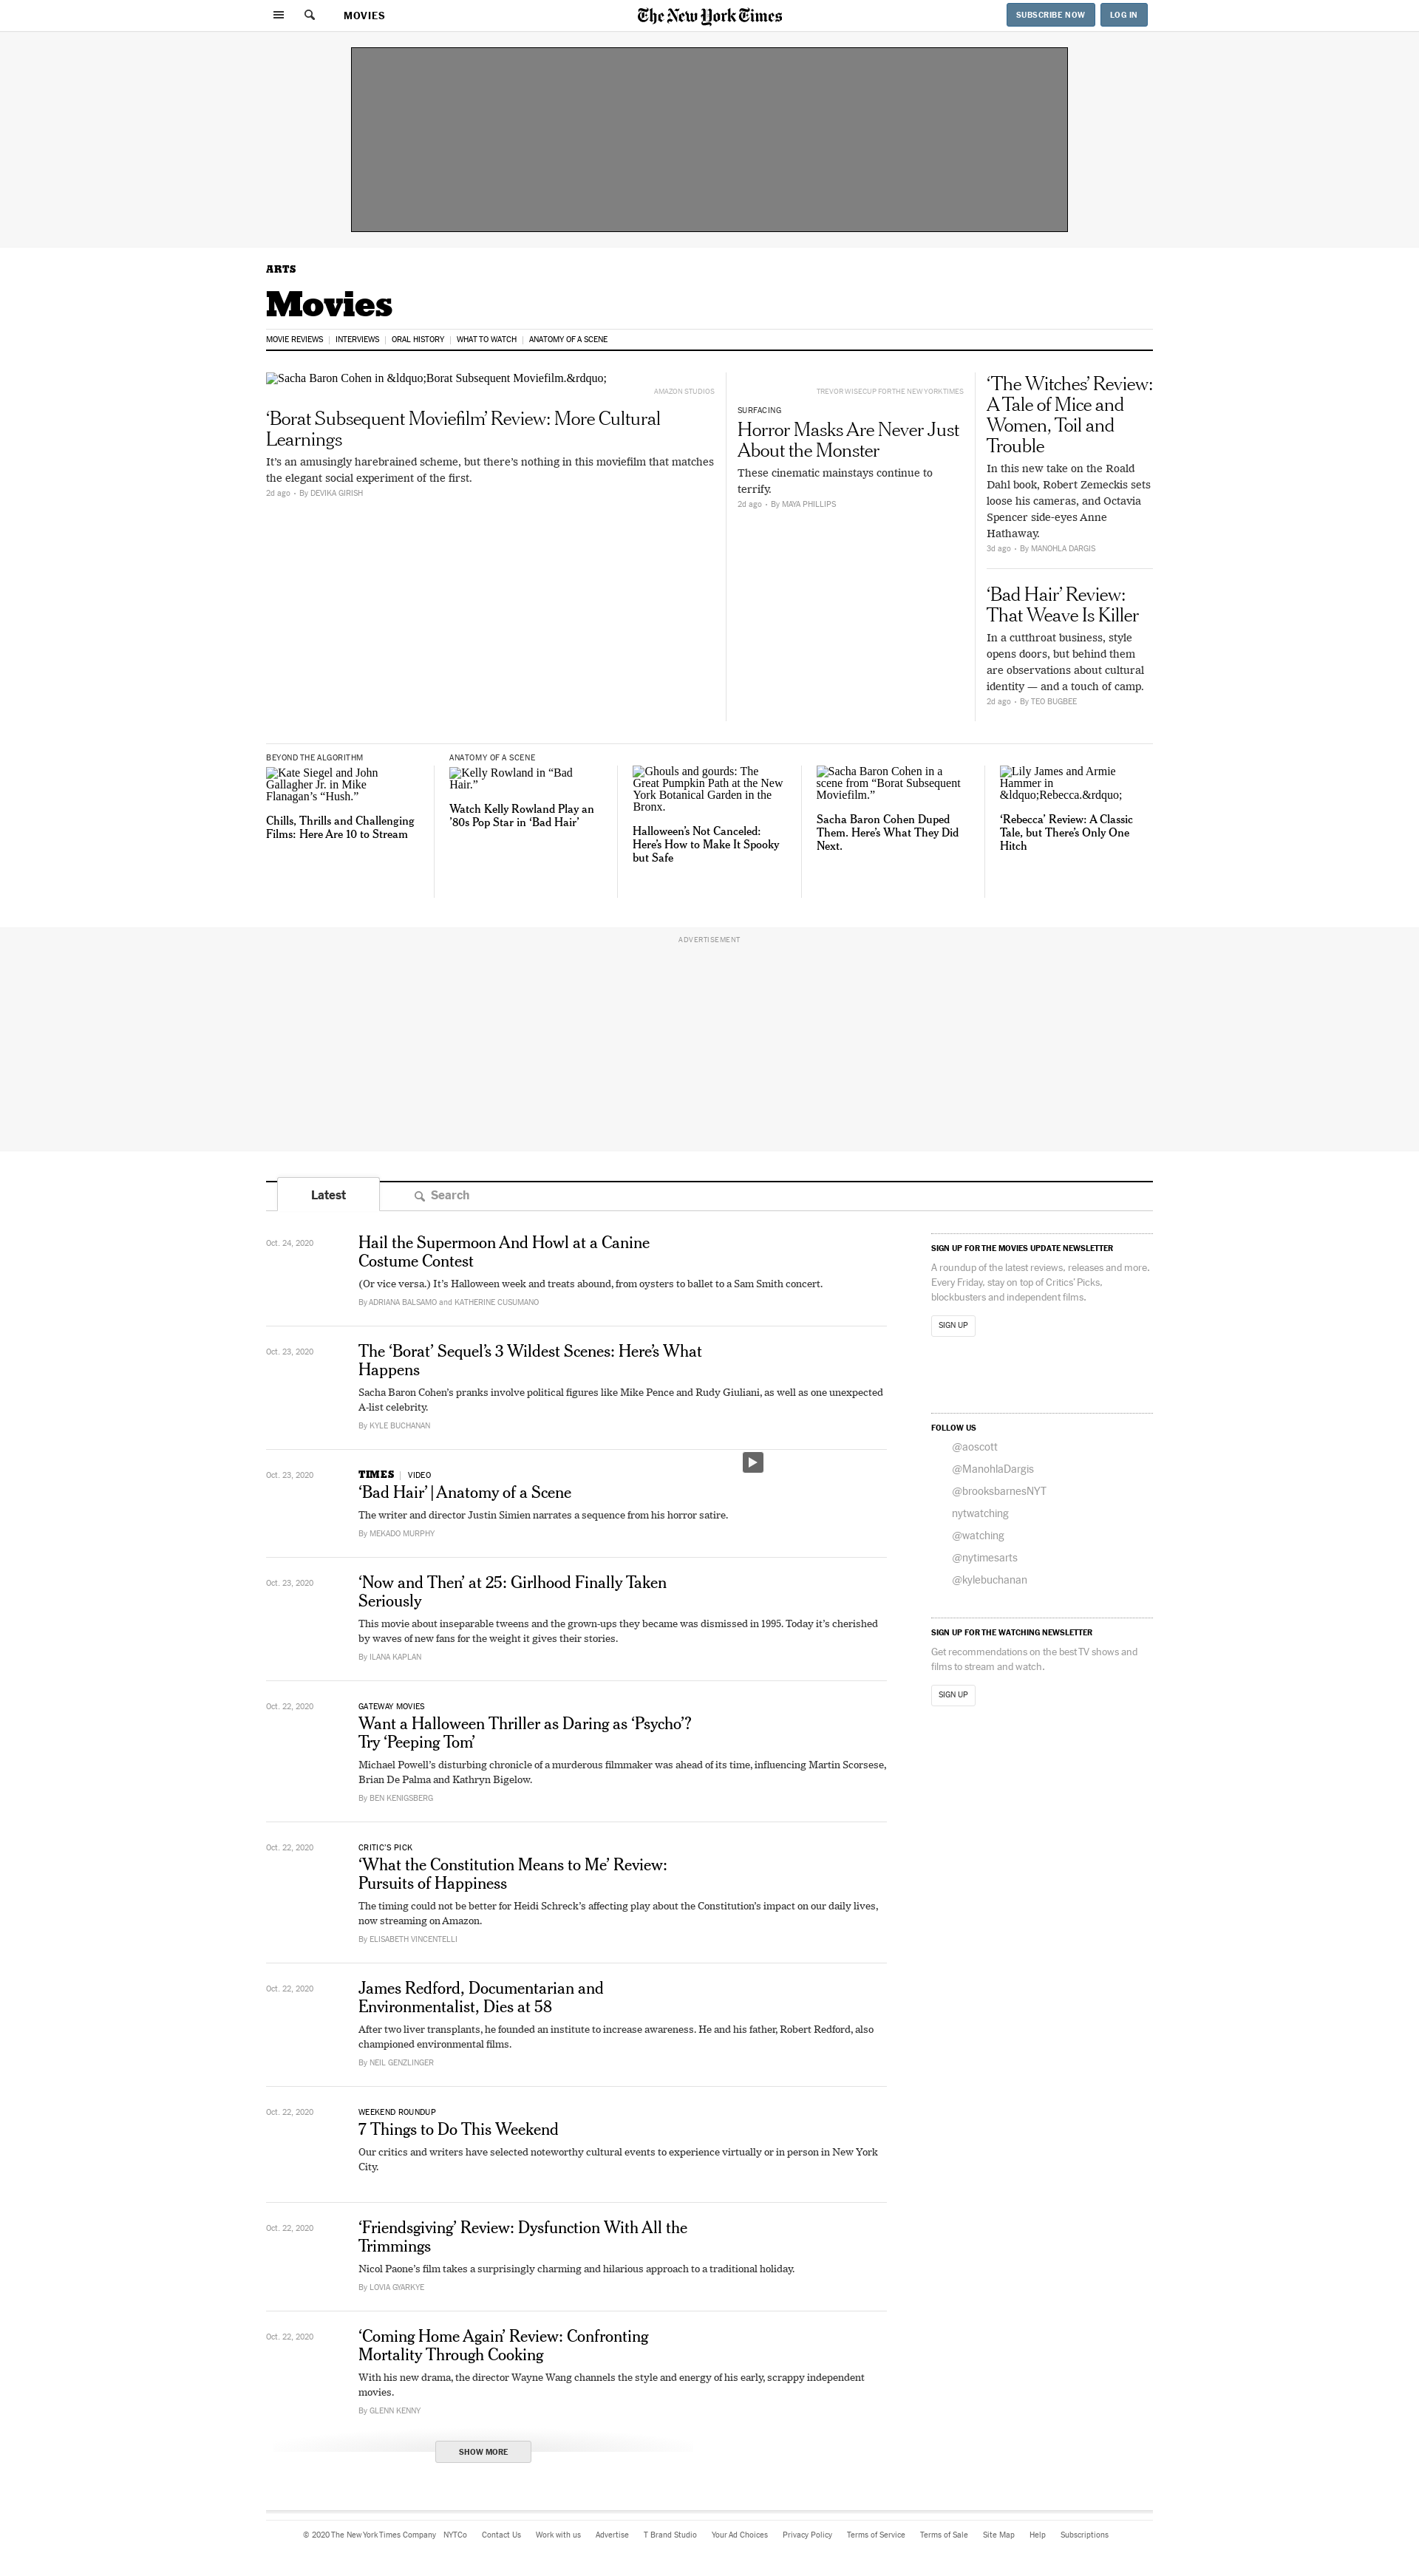 MOVIES
The New York Times
SUBSCRIBE NOW
LOG IN
ARTS
Movies
MOVIE REVIEWS
INTERVIEWS
ORAL HISTORY
WHAT TO WATCH
ANATOMY OF A SCENE
Sacha Baron Cohen in &ldquo;Borat Subsequent Moviefilm.&rdquo;
AMAZON STUDIOS
‘Borat Subsequent Moviefilm’ Review: More Cultural
Learnings
It’s an amusingly harebrained scheme, but there’s nothing in this moviefilm that matches
the elegant social experiment of the first.
2d ago • By DEVIKA GIRISH
TREVOR WISECUP FOR THE NEW YORK TIMES
SURFACING
Horror Masks Are Never Just
About the Monster
These cinematic mainstays continue to
terrify.
2d ago • By MAYA PHILLIPS
‘The Witches’ Review:
A Tale of Mice and
Women, Toil and
Trouble
In this new take on the Roald
Dahl book, Robert Zemeckis sets
loose his cameras, and Octavia
Spencer side-eyes Anne
Hathaway.
3d ago • By MANOHLA DARGIS
‘Bad Hair’ Review:
That Weave Is Killer
In a cutthroat business, style
opens doors, but behind them
are observations about cultural
identity — and a touch of camp.
2d ago • By TEO BUGBEE
BEYOND THE ALGORITHM
Kate Siegel and John
Gallagher Jr. in Mike
Flanagan’s “Hush.”
Chills, Thrills and Challenging
Films: Here Are 10 to Stream
ANATOMY OF A SCENE
Kelly Rowland in “Bad
Hair.”
Watch Kelly Rowland Play an
’80s Pop Star in ‘Bad Hair’
Ghouls and gourds: The
Great Pumpkin Path at the New
York Botanical Garden in the
Bronx.
Halloween’s Not Canceled:
Here’s How to Make It Spooky
but Safe
Sacha Baron Cohen in a
scene from “Borat Subsequent
Moviefilm.”
Sacha Baron Cohen Duped
Them. Here’s What They Did
Next.
Lily James and Armie
Hammer in
&ldquo;Rebecca.&rdquo;
‘Rebecca’ Review: A Classic
Tale, but There’s Only One
Hitch
ADVERTISEMENT
Latest
Search
Oct. 24, 2020
Hail the Supermoon And Howl at a Canine
Costume Contest
(Or vice versa.) It’s Halloween week and treats abound, from oysters to ballet to a Sam Smith concert.
By ADRIANA BALSAMO and KATHERINE CUSUMANO
Oct. 23, 2020
The ‘Borat’ Sequel’s 3 Wildest Scenes: Here’s What
Happens
Sacha Baron Cohen’s pranks involve political figures like Mike Pence and Rudy Giuliani, as well as one unexpected
A-list celebrity.
By KYLE BUCHANAN
Oct. 23, 2020
TIMES | VIDEO
‘Bad Hair’ | Anatomy of a Scene
The writer and director Justin Simien narrates a sequence from his horror satire.
By MEKADO MURPHY
Oct. 23, 2020
‘Now and Then’ at 25: Girlhood Finally Taken
Seriously
This movie about inseparable tweens and the grown-ups they became was dismissed in 1995. Today it’s cherished
by waves of new fans for the weight it gives their stories.
By ILANA KAPLAN
Oct. 22, 2020
GATEWAY MOVIES
Want a Halloween Thriller as Daring as ‘Psycho’?
Try ‘Peeping Tom’
Michael Powell’s disturbing chronicle of a murderous filmmaker was ahead of its time, influencing Martin Scorsese,
Brian De Palma and Kathryn Bigelow.
By BEN KENIGSBERG
Oct. 22, 2020
CRITIC’S PICK
‘What the Constitution Means to Me’ Review:
Pursuits of Happiness
The timing could not be better for Heidi Schreck’s affecting play about the Constitution’s impact on our daily lives,
now streaming on Amazon.
By ELISABETH VINCENTELLI
Oct. 22, 2020
James Redford, Documentarian and
Environmentalist, Dies at 58
After two liver transplants, he founded an institute to increase awareness. He and his father, Robert Redford, also
championed environmental films.
By NEIL GENZLINGER
Oct. 22, 2020
WEEKEND ROUNDUP
7 Things to Do This Weekend
Our critics and writers have selected noteworthy cultural events to experience virtually or in person in New York
City.
Oct. 22, 2020
‘Friendsgiving’ Review: Dysfunction With All the
Trimmings
Nicol Paone’s film takes a surprisingly charming and hilarious approach to a traditional holiday.
By LOVIA GYARKYE
Oct. 22, 2020
‘Coming Home Again’ Review: Confronting
Mortality Through Cooking
With his new drama, the director Wayne Wang channels the style and energy of his early, scrappy independent
movies.
By GLENN KENNY
SHOW MORE
SIGN UP FOR THE MOVIES UPDATE NEWSLETTER
A roundup of the latest reviews, releases and more.
Every Friday, stay on top of Critics’ Picks,
blockbusters and independent films.
SIGN UP
FOLLOW US
@aoscott
@ManohlaDargis
@brooksbarnesNYT
nytwatching
@watching
@nytimesarts
@kylebuchanan
SIGN UP FOR THE WATCHING NEWSLETTER
Get recommendations on the best TV shows and
films to stream and watch.
SIGN UP
© 2020 The New York Times Company
NYTCo
Contact Us
Work with us
Advertise
T Brand Studio
Your Ad Choices
Privacy Policy
Terms of Service
Terms of Sale
Site Map
Help
Subscriptions